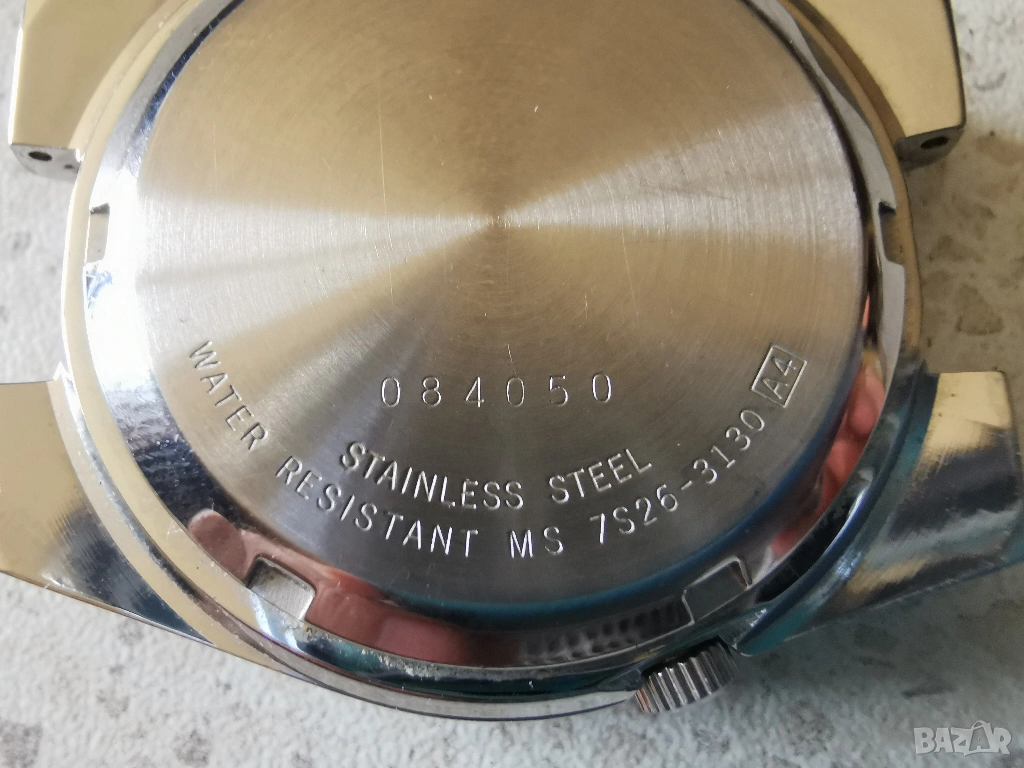 084050
STAINLESS STEEL
WATER RESISTANT MS 7S26-3130 A4
BAZAR